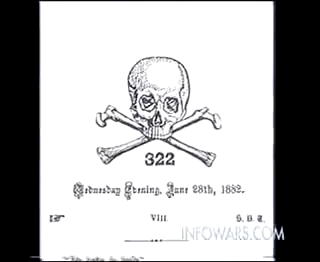 322
Wednesday Evening, June 28th, 1882.
VIII. S. B. T.
INFOWARS.COM